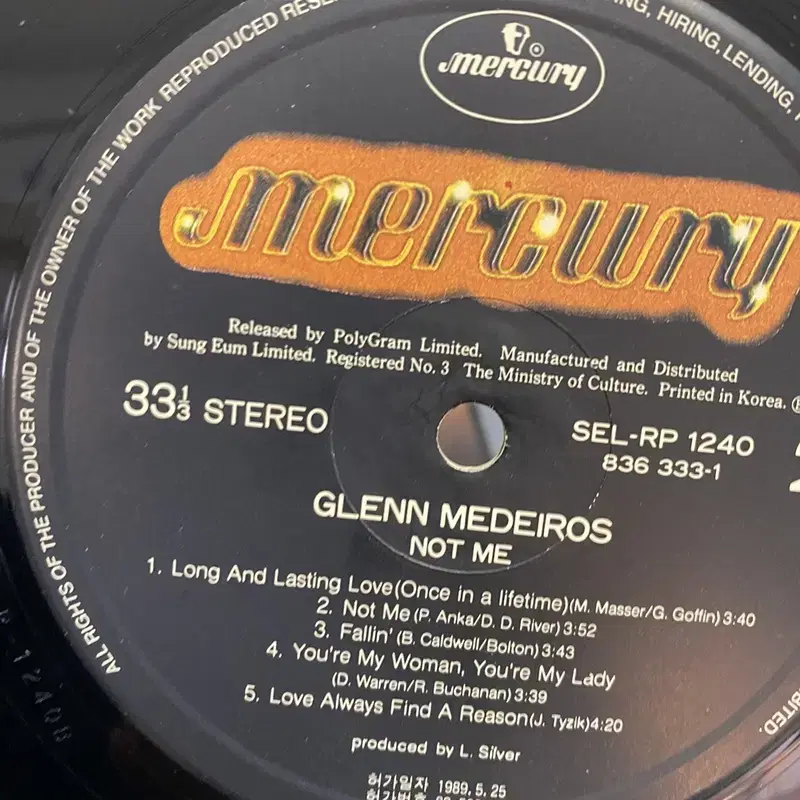 ALL RIGHTS OF THE PRODUCER AND OF THE OWNER OF THE WORK REPRODUCED
HIRING, LENDING,
mercury
mercury
Released by PolyGram Limited. Manufactured and Distributed
by Sung Eum Limited. Registered No. 3 The Ministry of Culture. Printed in Korea. Ⓟ
33⅓ STEREO
SEL-RP 1240
836 333-1
GLENN MEDEIROS
NOT ME
1. Long And Lasting Love(Once in a lifetime)(M. Masser/G. Goffin)3:40
2. Not Me(P. Anka/D. D. River)3:52
3. Fallin'(B. Caldwell/Bolton)3:43
4. You're My Woman, You're My Lady
(D. Warren/R. Buchanan)3:39
5. Love Always Find A Reason(J. Tyzik)4:20
produced by L. Silver
허가일자 1989. 5. 25